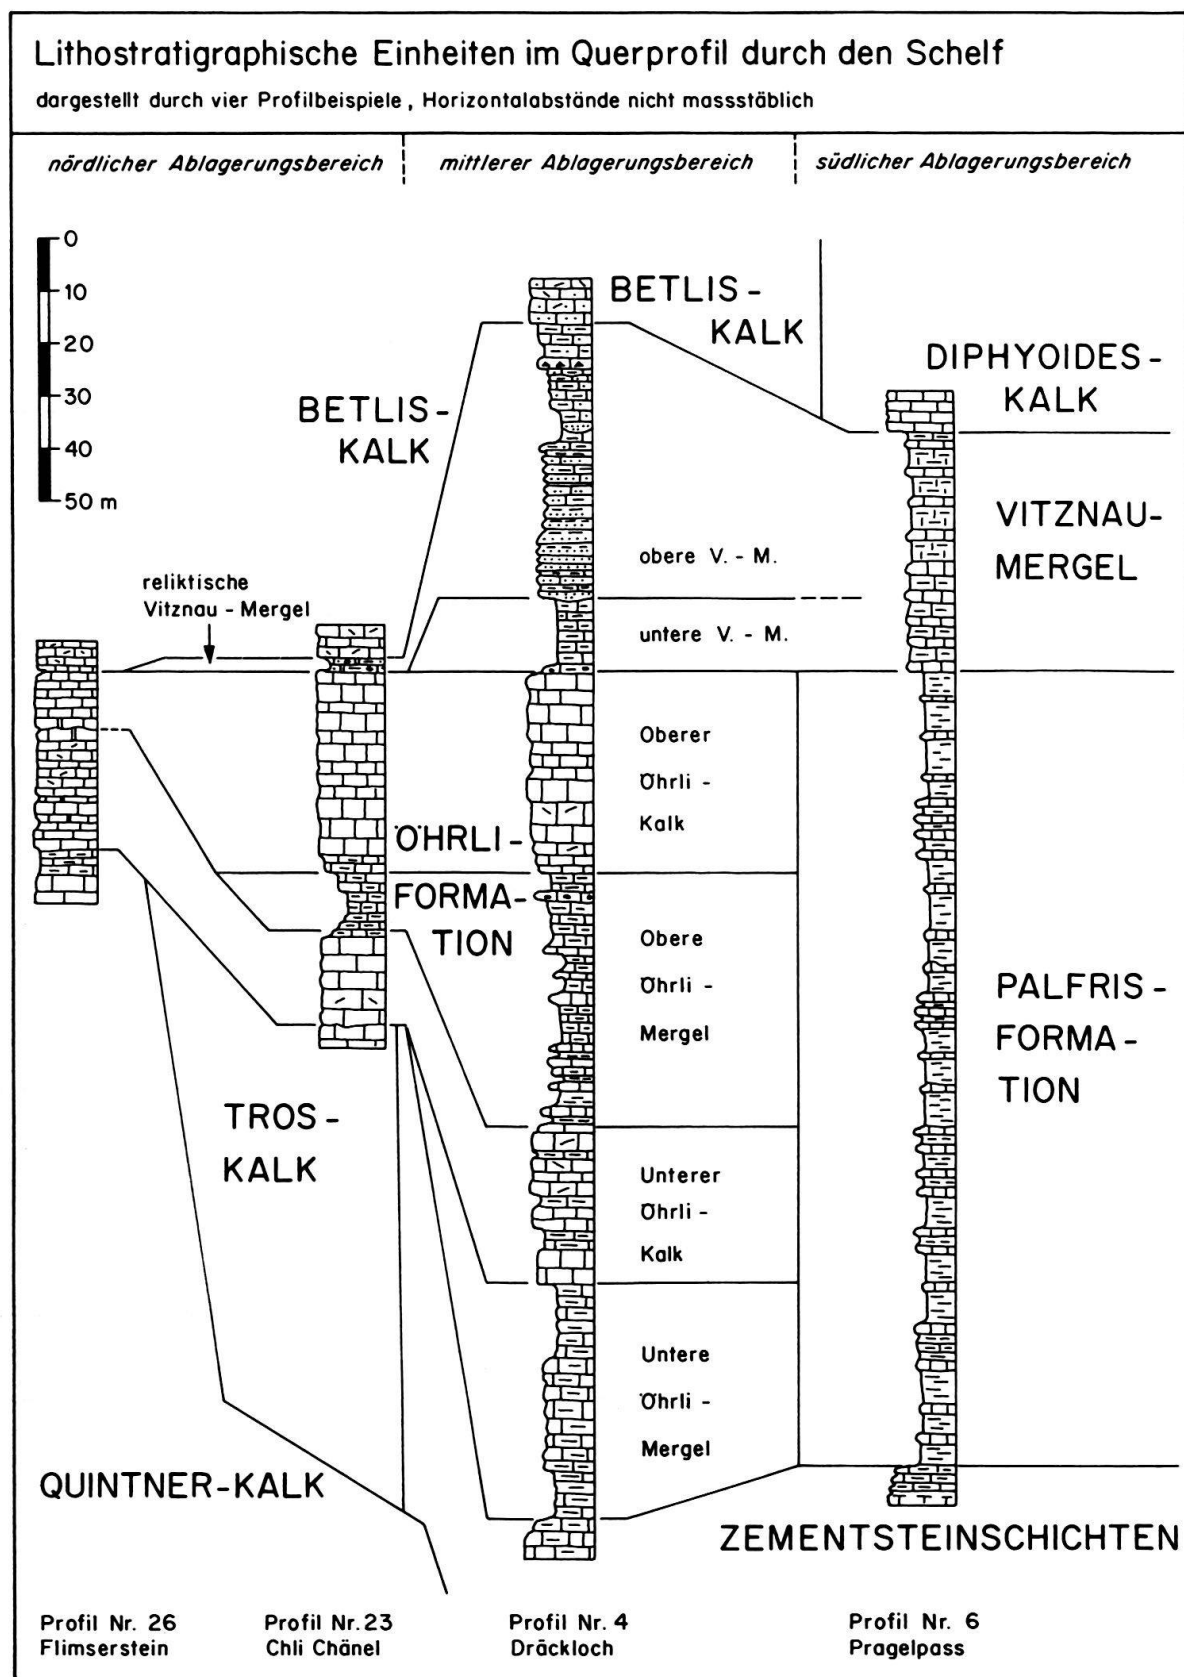 Lithostratigraphische Einheiten im Querprofil durch den Schelf
dargestellt durch vier Profilbeispiele, Horizontalabstände nicht massstäblich
nördlicher Ablagerungsbereich
mittlerer Ablagerungsbereich
südlicher Ablagerungsbereich
0
10
20
30
40
50 m
BETLIS-
KALK
BETLIS-
KALK
DIPHYOIDES-
KALK
VITZNAU-
MERGEL
reliktische
Vitznau-Mergel
obere V.-M.
untere V.-M.
Oberer
Öhrli-
Kalk
ÖHRLI-
FORMA-
TION
Obere
Öhrli-
Mergel
PALFRIS-
FORMA-
TION
TROS-
KALK
Unterer
Öhrli-
Kalk
Untere
Öhrli-
Mergel
QUINTNER-KALK
ZEMENTSTEINSCHICHTEN
Profil Nr. 26
Flimserstein
Profil Nr. 23
Chli Chänel
Profil Nr. 4
Dräckloch
Profil Nr. 6
Pragelpass